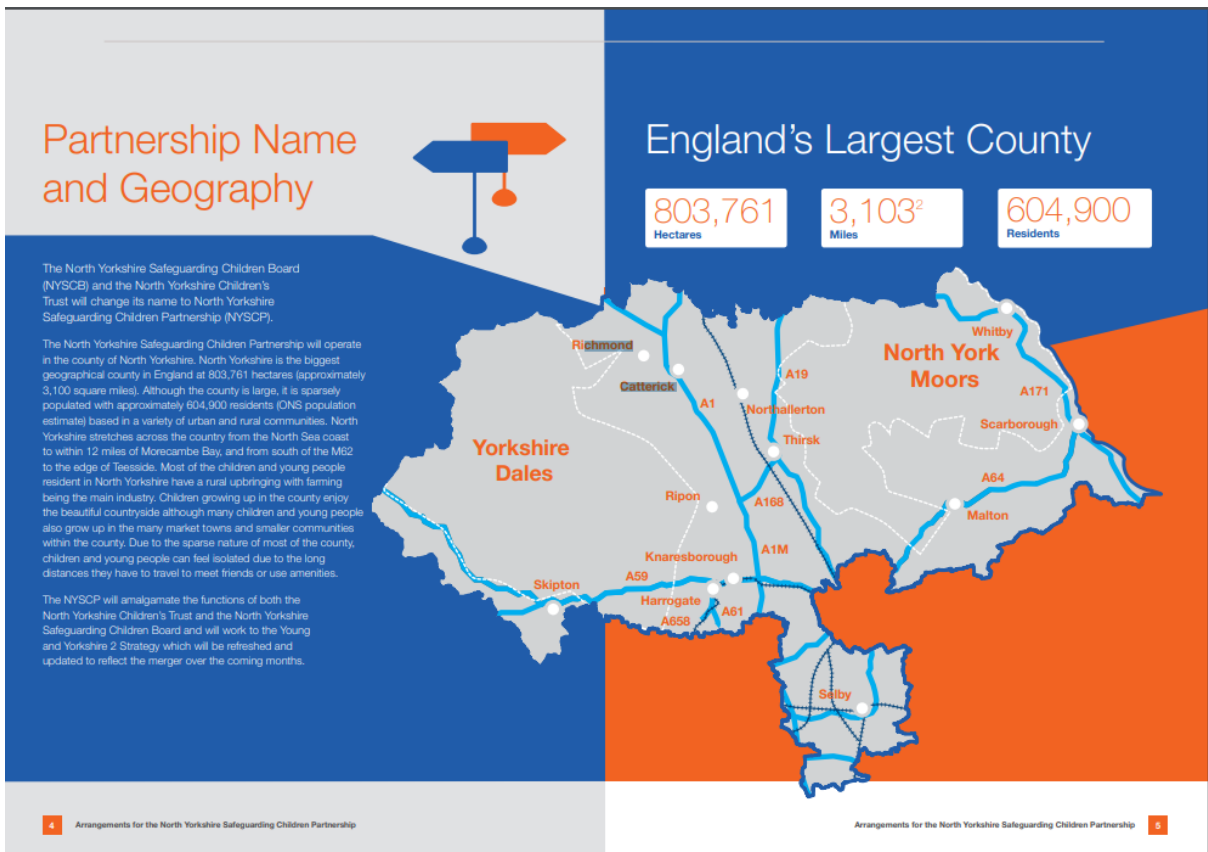 Partnership Name
and Geography
The North Yorkshire Safeguarding Children Board
(NYSCB) and the North Yorkshire Children's
Trust will change its name to North Yorkshire
Safeguarding Children Partnership (NYSCP).
The North Yorkshire Safeguarding Children Partnership will operate
in the county of North Yorkshire. North Yorkshire is the biggest
geographical county in England at 803,761 hectares (approximately
3,100 square miles). Although the county is large, it is sparsely
populated with approximately 604,900 residents (ONS population
estimate) based in a variety of urban and rural communities. North
Yorkshire stretches across the country from the North Sea coast
to within 12 miles of Morecambe Bay, and from south of the M62
to the edge of Teesside. Most of the children and young people
resident in North Yorkshire have a rural upbringing with farming
being the main industry. Children growing up in the county enjoy
the beautiful countryside although many children and young people
also grow up in the many market towns and smaller communities
within the county. Due to the sparse nature of most of the county,
children and young people can feel isolated due to the long
distances they have to travel to meet friends or use amenities.
The NYSCP will amalgamate the functions of both the
North Yorkshire Children's Trust and the North Yorkshire
Safeguarding Children Board and will work to the Young
and Yorkshire 2 Strategy which will be refreshed and
updated to reflect the merger over the coming months.
4 Arrangements for the North Yorkshire Safeguarding Children Partnership
England's Largest County
803,761
Hectares
3,103²
Miles
604,900
Residents
Whitby
Richmond
North York
Moors
A19
Catterick
A171
A1
Northallerton
Scarborough
Thirsk
Yorkshire
Dales
A64
Ripon
A168
Malton
A1M
Knaresborough
A59
Skipton
Harrogate
A61
A658
Selby
Arrangements for the North Yorkshire Safeguarding Children Partnership 5